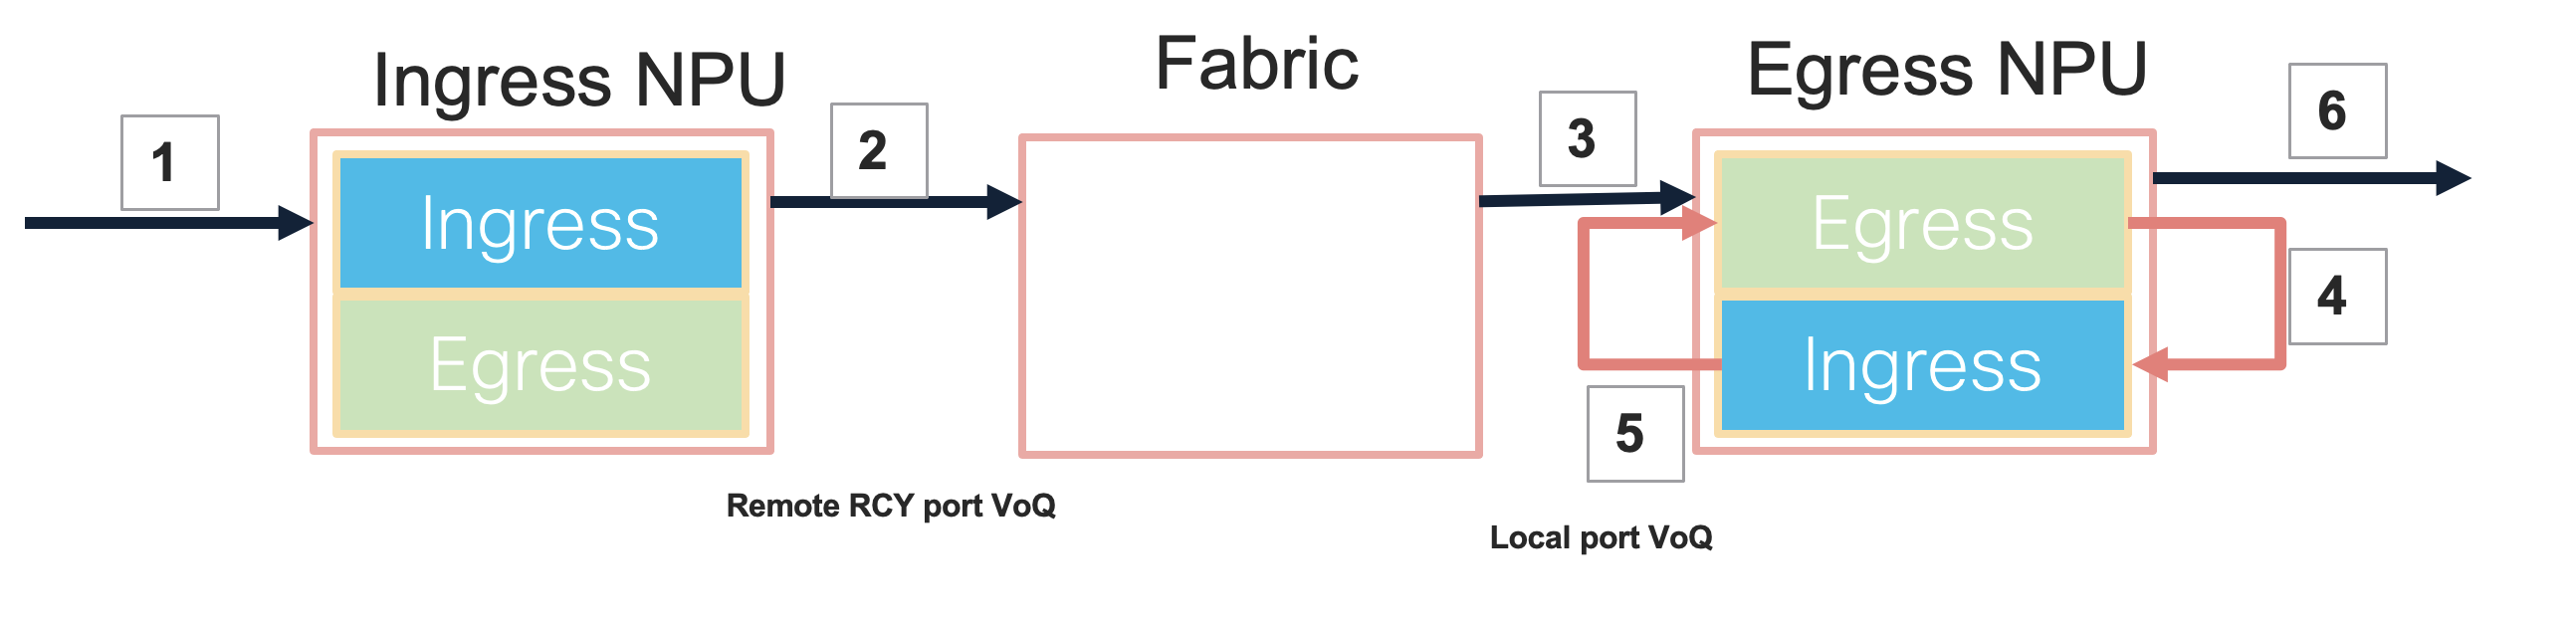 Ingress NPU
Fabric
Egress NPU
1
2
3
6
Ingress
Egress
Egress
Ingress
4
5
Remote RCY port VoQ
Local port VoQ